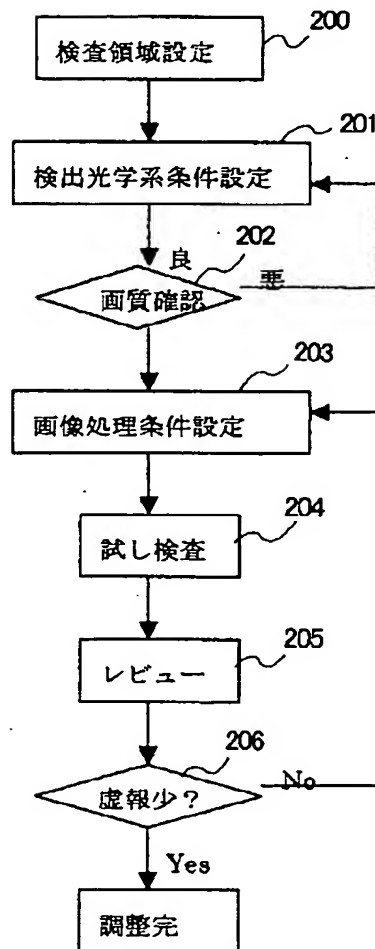 200
検査領域設定
201
検出光学系条件設定
202
良
画質確認
悪
203
画像処理条件設定
204
試し検査
205
レビュー
206
虚報少？
No
Yes
調整完